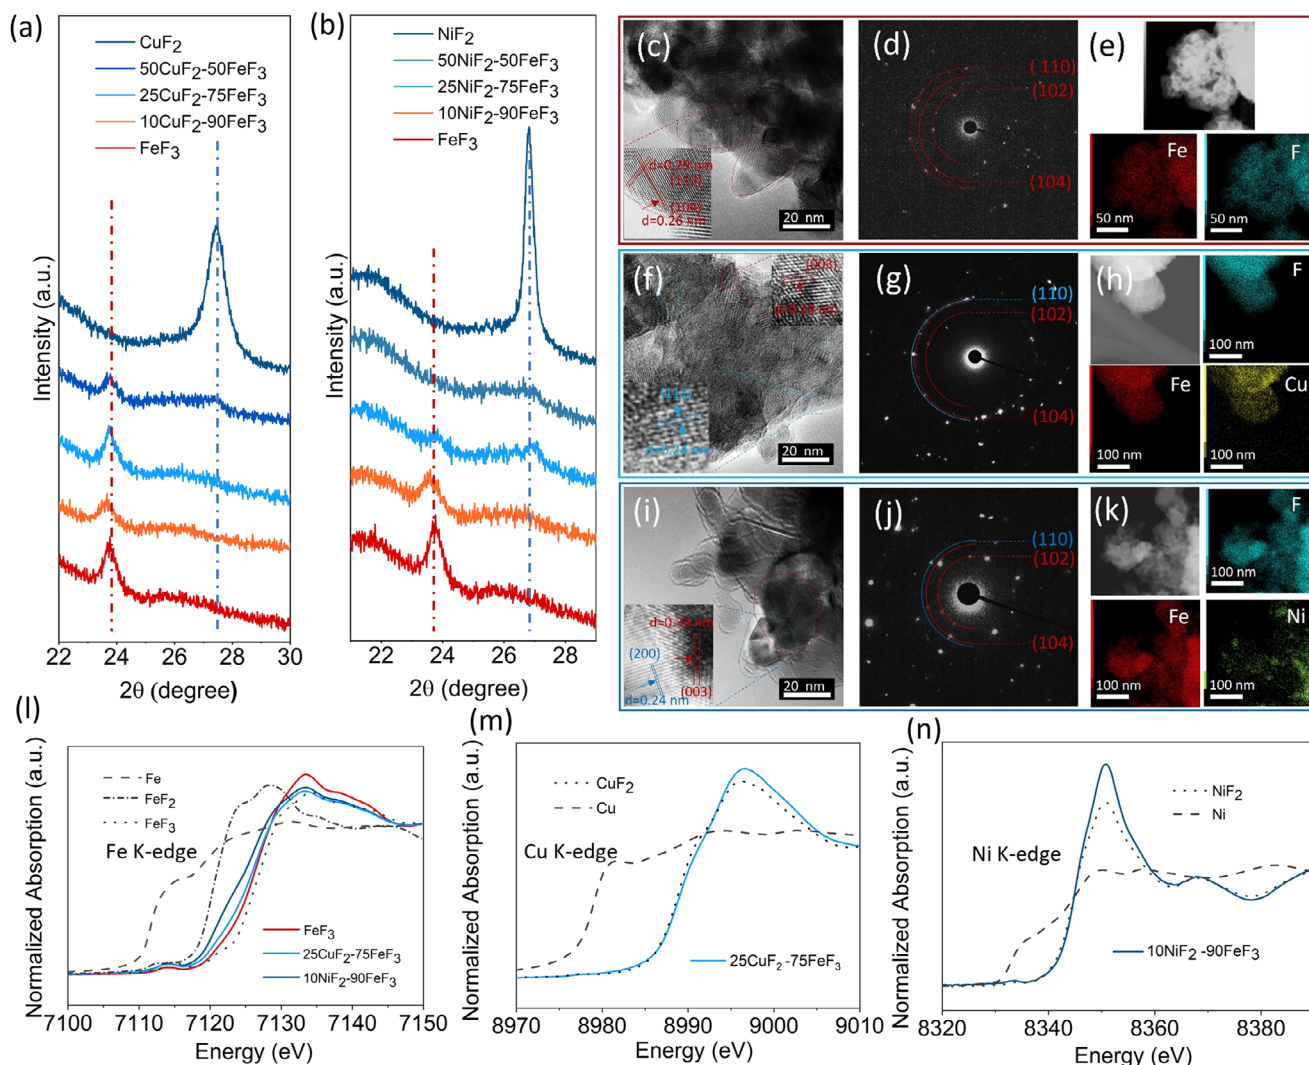 (a)
CuF2
50CuF2-50FeF3
25CuF2-75FeF3
10CuF2-90FeF3
FeF3
Intensity (a.u.)
22 24 26 28 30
2θ (degree)
(b)
NiF2
50NiF2-50FeF3
25NiF2-75FeF3
10NiF2-90FeF3
FeF3
Intensity (a.u.)
22 24 26 28
2θ (degree)
(c)
d=0.29 nm
(113)
(104)
d=0.26 nm
20 nm
(d)
(110)
(102)
(104)
(e)
Fe
50 nm
F
50 nm
(f)
(003)
(111)
20 nm
(g)
(110)
(102)
(104)
(h)
F
100 nm
Fe
100 nm
Cu
100 nm
(i)
(200)
d=0.24 nm
(003)
20 nm
(j)
(110)
(102)
(104)
(k)
F
100 nm
Fe
100 nm
Ni
100 nm
(l)
Fe
FeF2
FeF3
Fe K-edge
FeF3
25CuF2-75FeF3
10NiF2-90FeF3
Normalized Absorption (a.u.)
7100 7110 7120 7130 7140 7150
Energy (eV)
(m)
CuF2
Cu
Cu K-edge
25CuF2-75FeF3
Normalized Absorption (a.u.)
8970 8980 8990 9000 9010
Energy (eV)
(n)
NiF2
Ni
Ni K-edge
10NiF2-90FeF3
Normalized Absorption (a.u.)
8320 8340 8360 8380
Energy (eV)